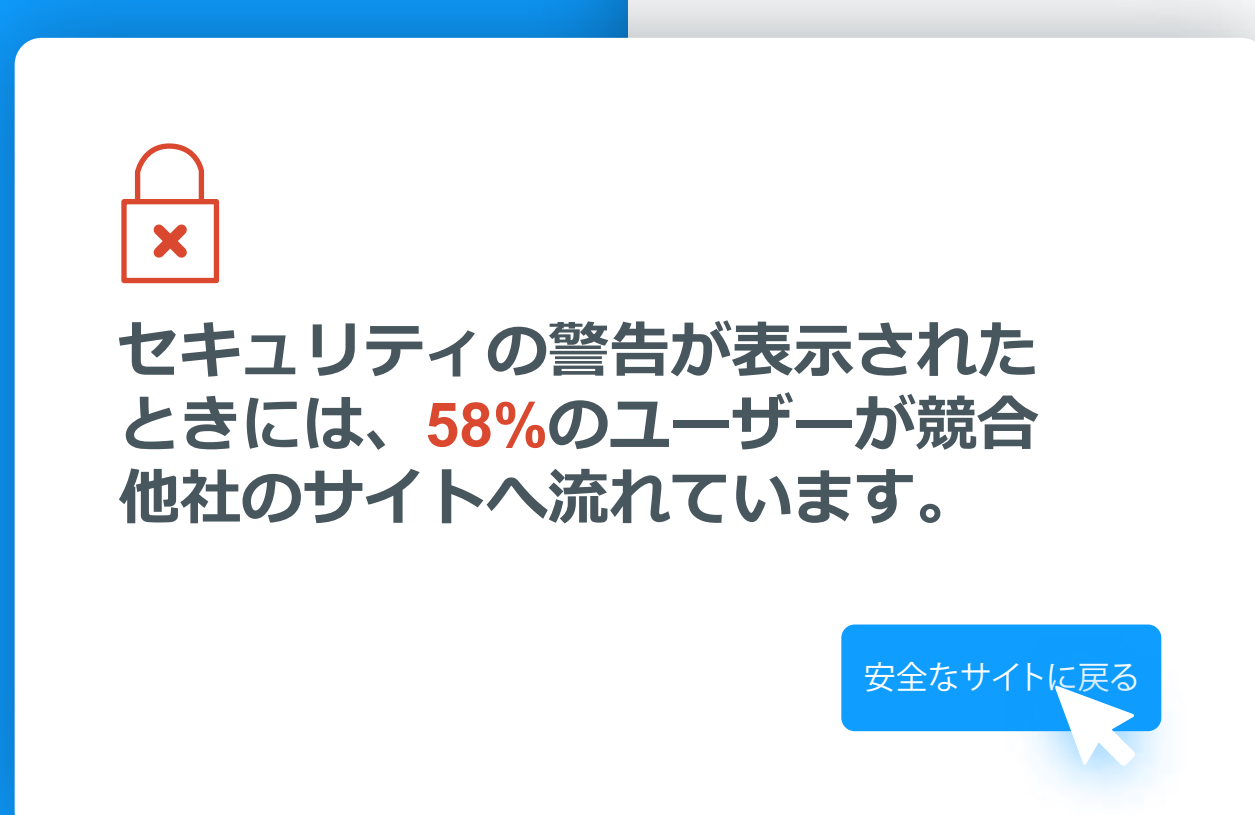 セキュリティの警告が表示された
ときには、58%のユーザーが競合
他社のサイトへ流れています。
安全なサイトに戻る